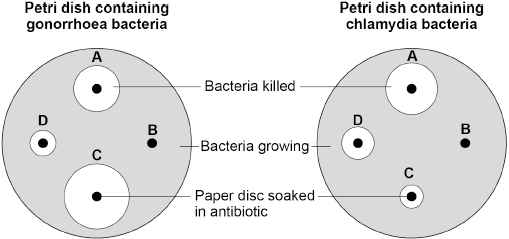 Petri dish containing
gonorrhoea bacteria
Petri dish containing
chlamydia bacteria
A
D
B
C
Bacteria killed
Bacteria growing
Paper disc soaked
in antibiotic
A
D
B
C